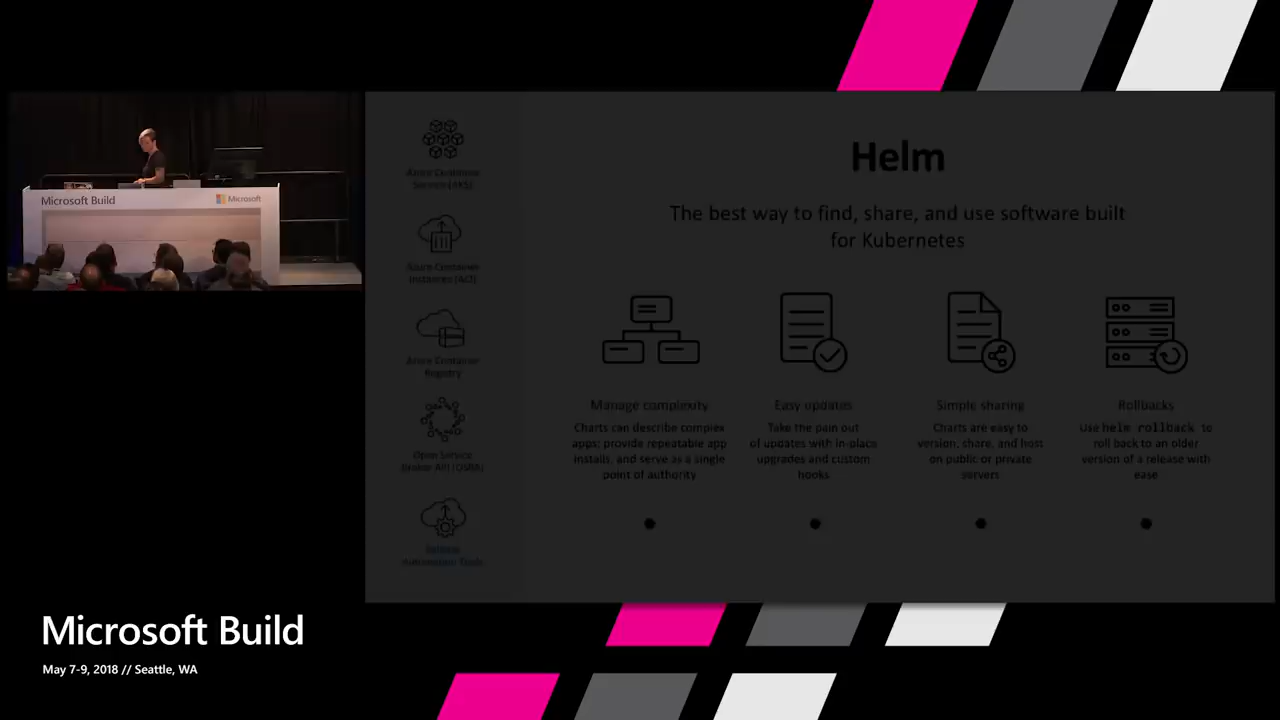 Microsoft Build
Microsoft
Azure Container
Service (AKS)
Azure Container
Instances (ACI)
Azure Container
Registry
Open Service
Broker API (OSBA)
Helm
The best way to find, share, and use software built
for Kubernetes
Manage complexity
Charts can describe complex
apps; provide repeatable app
installs, and serve as a single
point of authority
Easy updates
Take the pain out
of updates with in-place
upgrades and custom
hooks
Simple sharing
Charts are easy to
version, share, and host
on public or private
servers
Rollbacks
Use helm rollback to
roll back to an older
version of a release with
ease
Microsoft Build
May 7-9, 2018 // Seattle, WA